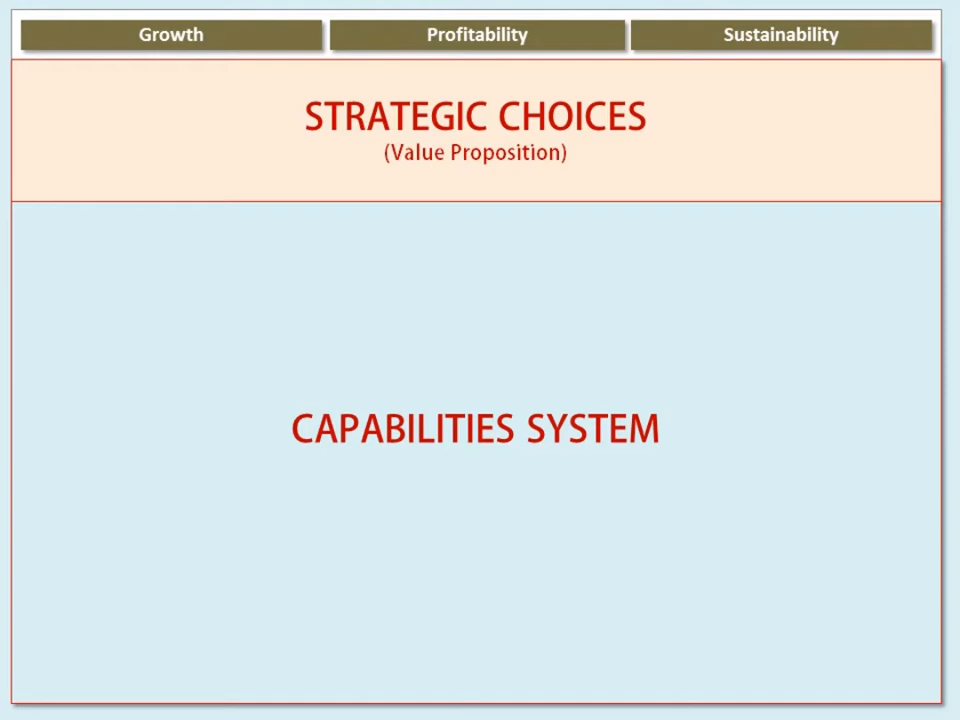 Growth Profitability Sustainability
STRATEGIC CHOICES
(Value Proposition)
CAPABILITIES SYSTEM